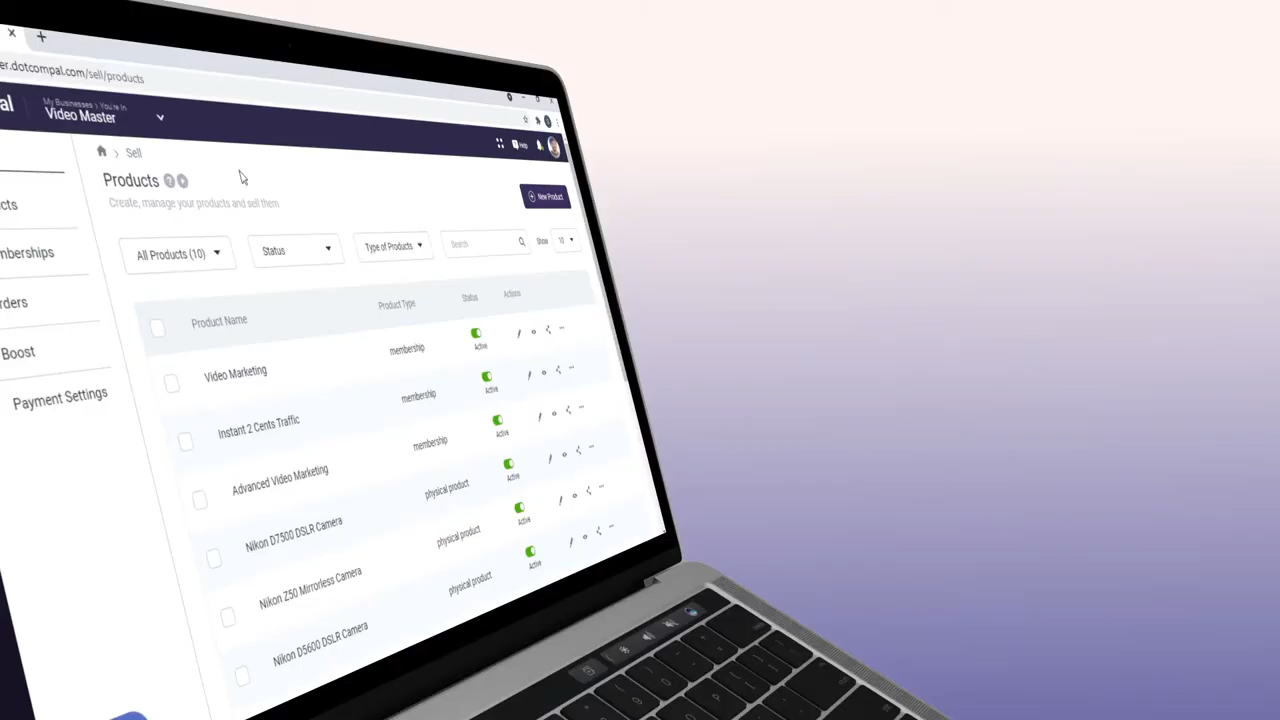 er.dotcompal.com/sell/products
al
My Businesses > You're In
Video Master
Help
Sell
Products
Create, manage your products and sell them
New Product
cts
mberships
rders
Boost
Payment Settings
All Products (10)
Status
Type of Products
Search
Show
10
Product Name
Product Type
Status
Actions
Video Marketing
membership
Active
Instant 2 Cents Traffic
membership
Active
Advanced Video Marketing
membership
Active
Nikon D7500 DSLR Camera
physical product
Active
Nikon Z50 Mirrorless Camera
physical product
Active
Nikon D5600 DSLR Camera
physical product
Active